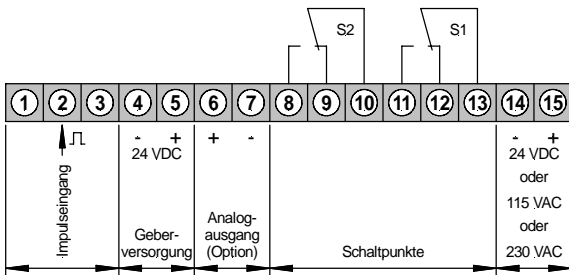 S2 S1
1 2 3 4 5 6 7 8 9 10 11 12 13 14 15
- + + - - +
24 VDC 24 VDC
oder
115 VAC
oder
230 VAC
Impulseingang
Geber-
versorgung
Analog-
ausgang
(Option)
Schaltpunkte